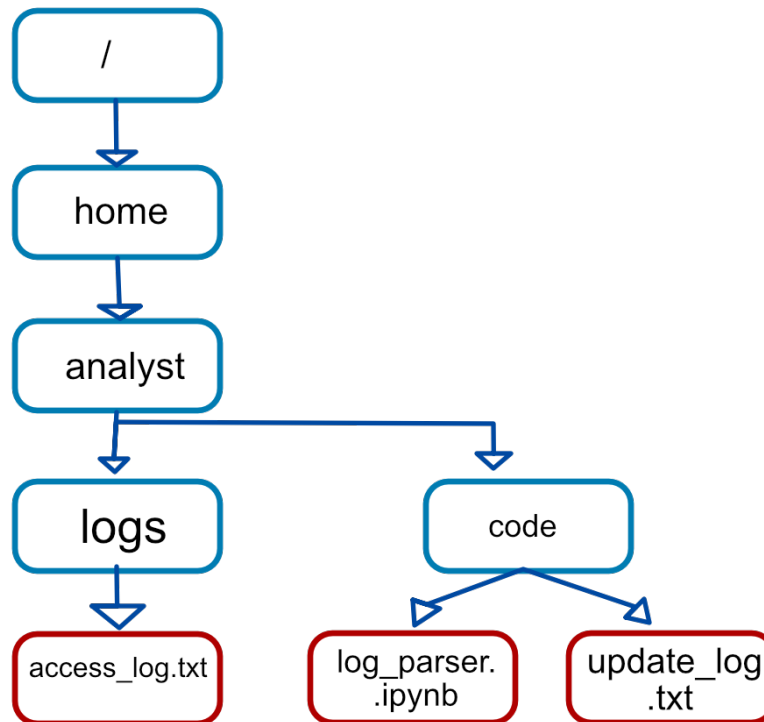 /
home
analyst
logs
code
access_log.txt
log_parser.
.ipynb
update_log
.txt